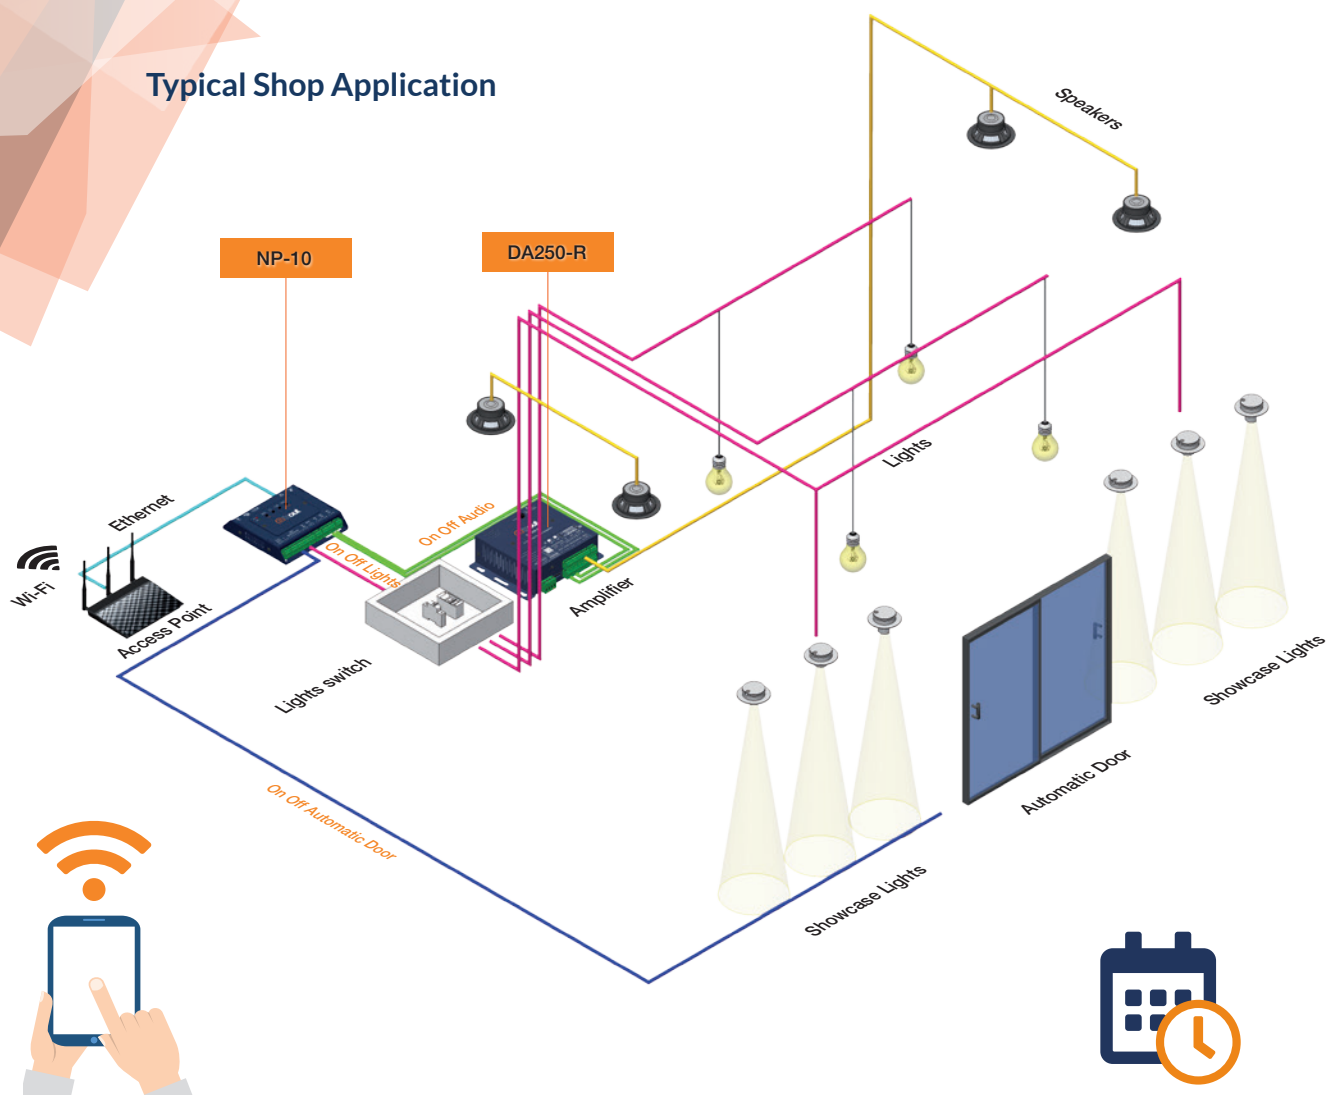 Typical Shop Application
Speakers
NP-10
DA250-R
Lights
Ethernet
On Off Audio
On Off Lights
Wi-Fi
Access Point
Amplifier
Lights switch
Showcase Lights
Automatic Door
On Off Automatic Door
Showcase Lights